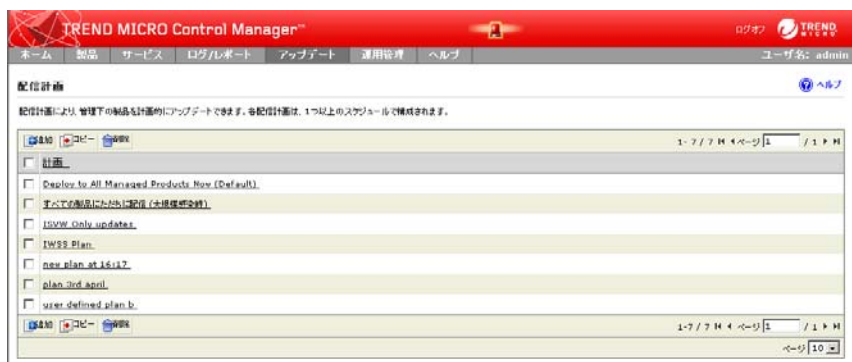 TREND MICRO Control Manager™
ログオフ
TREND MICRO
ホーム 製品 サービス ログ/レポート アップデート 運用管理 ヘルプ
ユーザ名: admin
配信計画
ヘルプ
配信計画により、管理下の製品を計画的にアップデートできます。各配信計画は、1つ以上のスケジュールで構成されます。
追加 コピー 削除
1-7 / 7 ページ 1 / 1
計画
Deploy to All Managed Products Now (Default)
すべての製品にただちに配信 (大規模感染時)
ISVW Only updates
IWSS Plan
new plan at 16:17
plan 3rd april
user defined plan b
追加 コピー 削除
1-7 / 7 ページ 1 / 1
ページ 10